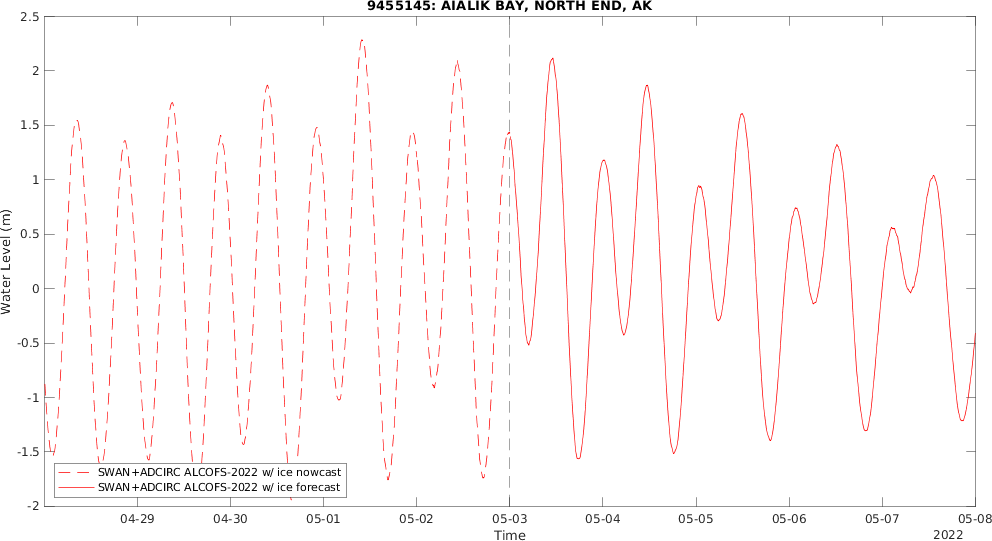 9455145: AIALIK BAY, NORTH END, AK
2.5
2
1.5
1
0.5
0
-0.5
-1
-1.5
-2
Water Level (m)
SWAN+ADCIRC ALCOFS-2022 w/ ice nowcast
SWAN+ADCIRC ALCOFS-2022 w/ ice forecast
04-29 04-30 05-01 05-02 05-03 05-04 05-05 05-06 05-07 05-08
Time
2022